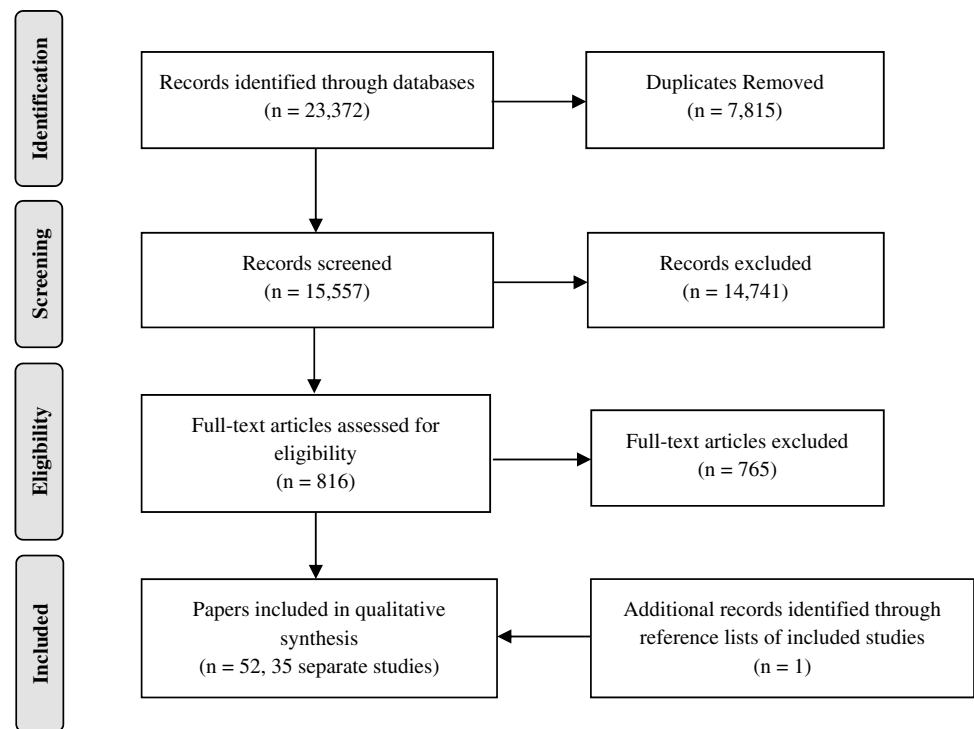 Identification
Records identified through databases
(n = 23,372)
Duplicates Removed
(n = 7,815)
Screening
Records screened
(n = 15,557)
Records excluded
(n = 14,741)
Eligibility
Full-text articles assessed for
eligibility
(n = 816)
Full-text articles excluded
(n = 765)
Included
Papers included in qualitative
synthesis
(n = 52, 35 separate studies)
Additional records identified through
reference lists of included studies
(n = 1)